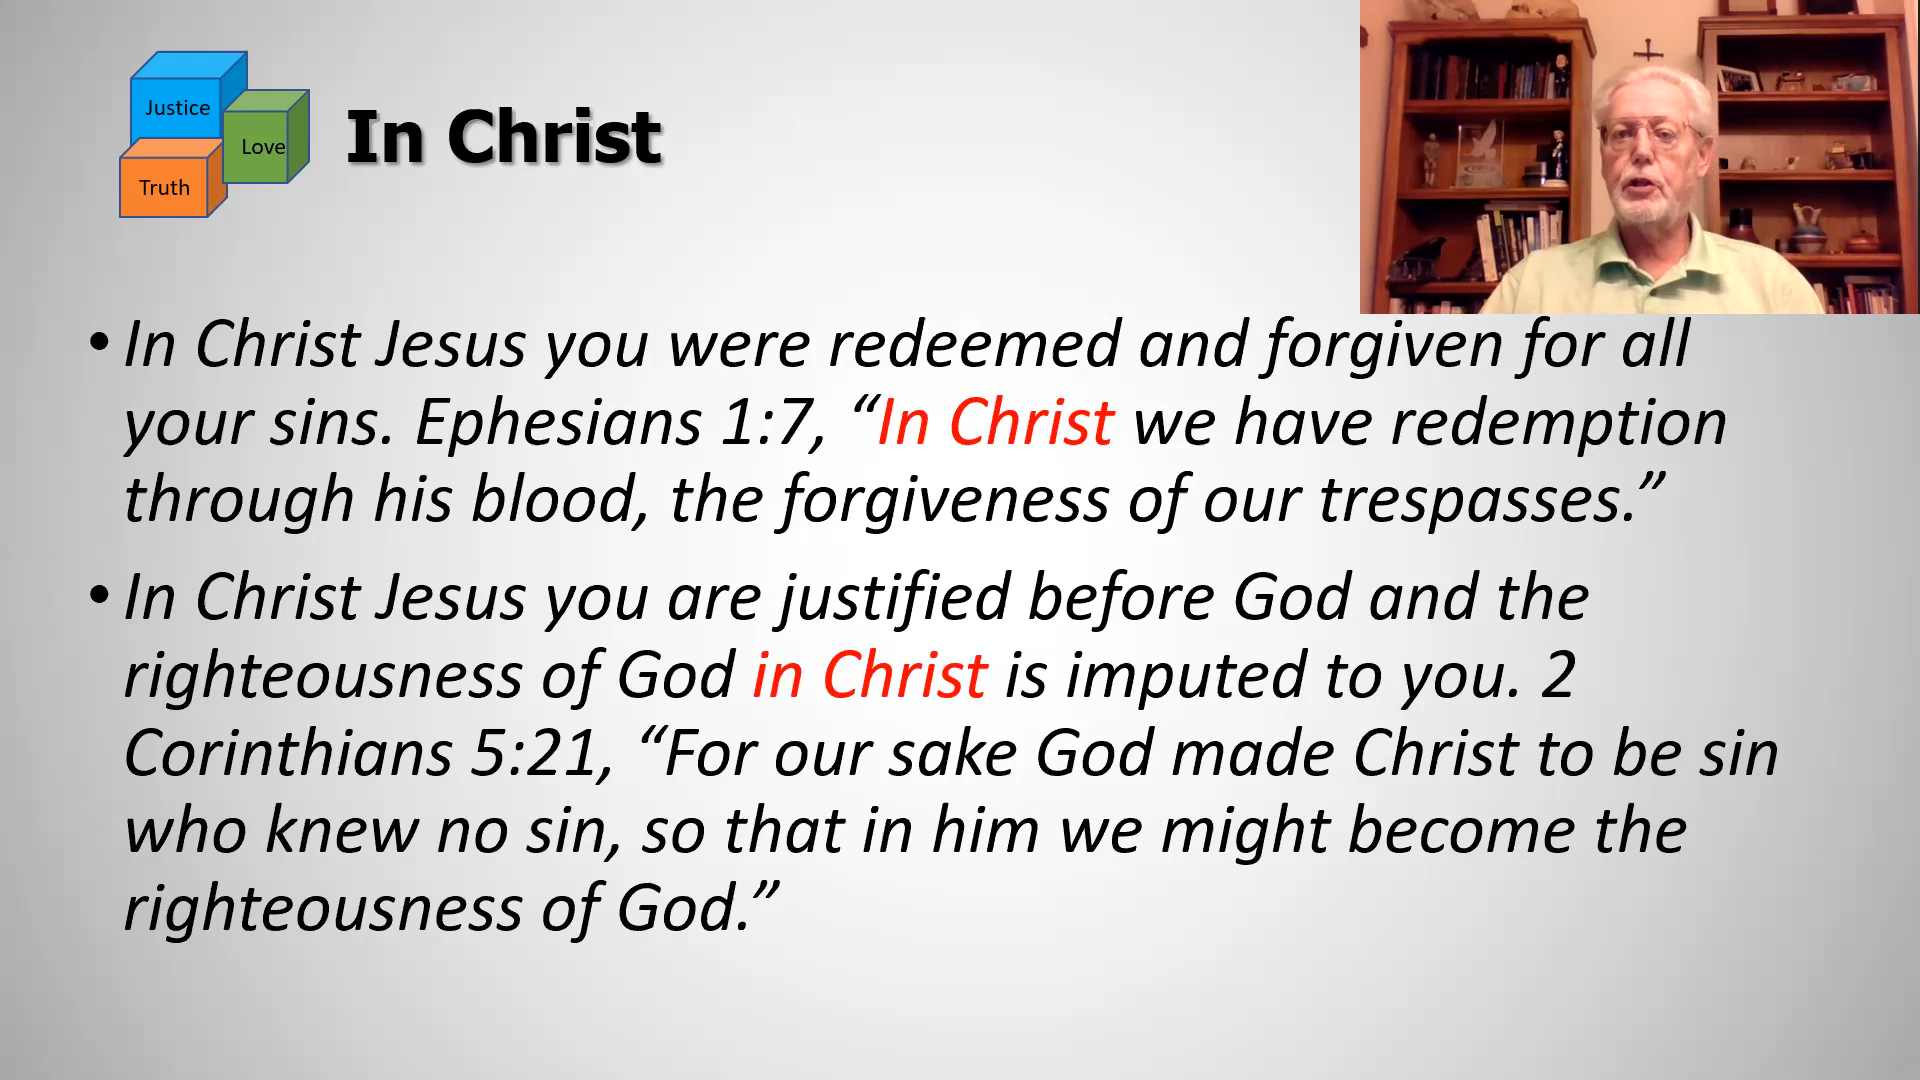 Justice
Love
Truth
In Christ
• In Christ Jesus you were redeemed and forgiven for all
your sins. Ephesians 1:7, “In Christ we have redemption
through his blood, the forgiveness of our trespasses.”
• In Christ Jesus you are justified before God and the
righteousness of God in Christ is imputed to you. 2
Corinthians 5:21, “For our sake God made Christ to be sin
who knew no sin, so that in him we might become the
righteousness of God.”